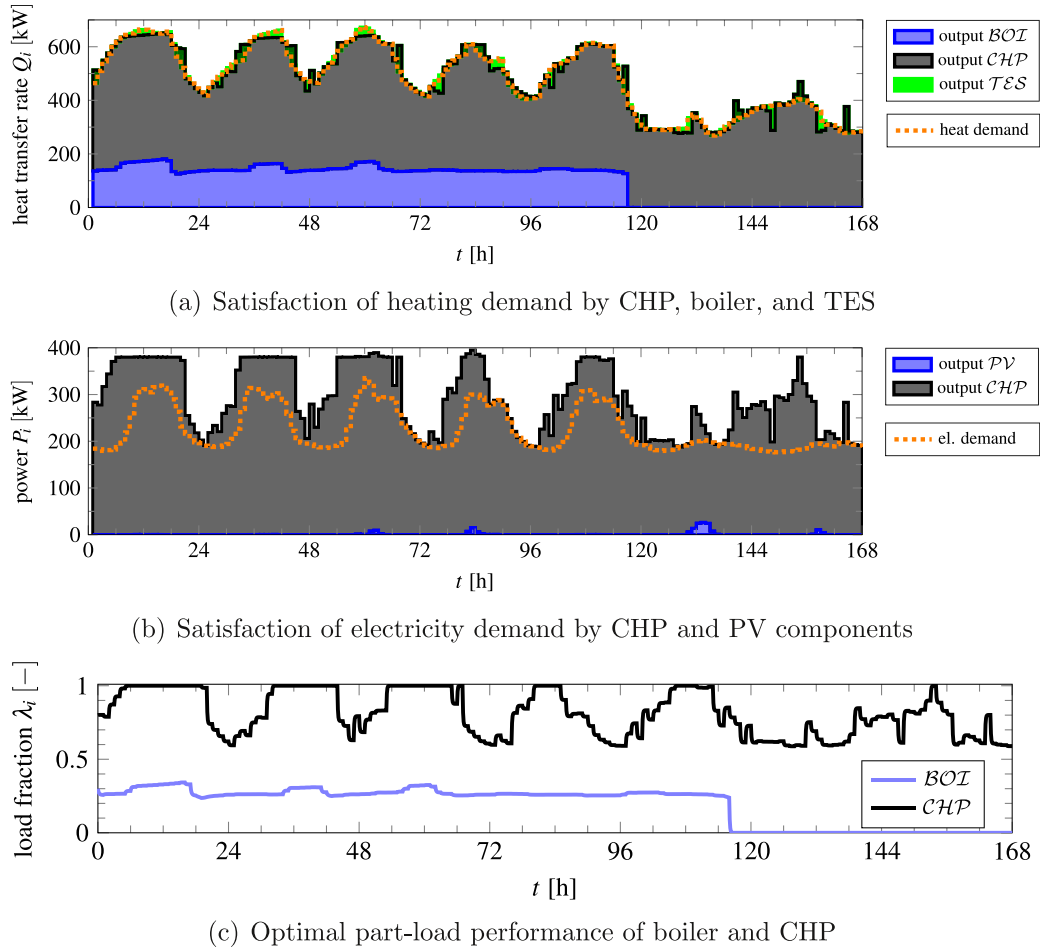 heat transfer rate Q̇ᵢ [kW]
600
400
200
0
0 24 48 72 96 120 144 168
t [h]
output BOI
output CHP
output TES
heat demand
(a) Satisfaction of heating demand by CHP, boiler, and TES
power Pᵢ [kW]
400
300
200
100
0
0 24 48 72 96 120 144 168
t [h]
output PV
output CHP
el. demand
(b) Satisfaction of electricity demand by CHP and PV components
load fraction λᵢ [−]
1
0.5
0
0 24 48 72 96 120 144 168
t [h]
BOI
CHP
(c) Optimal part-load performance of boiler and CHP